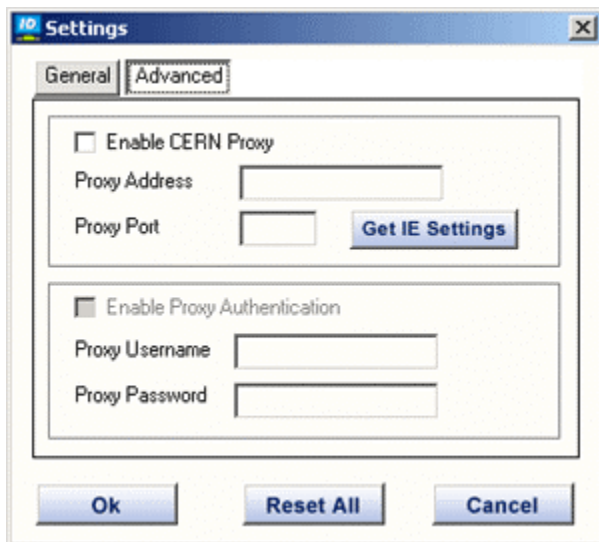 IO Settings
General Advanced
Enable CERN Proxy
Proxy Address
Proxy Port Get IE Settings
Enable Proxy Authentication
Proxy Username
Proxy Password
Ok Reset All Cancel